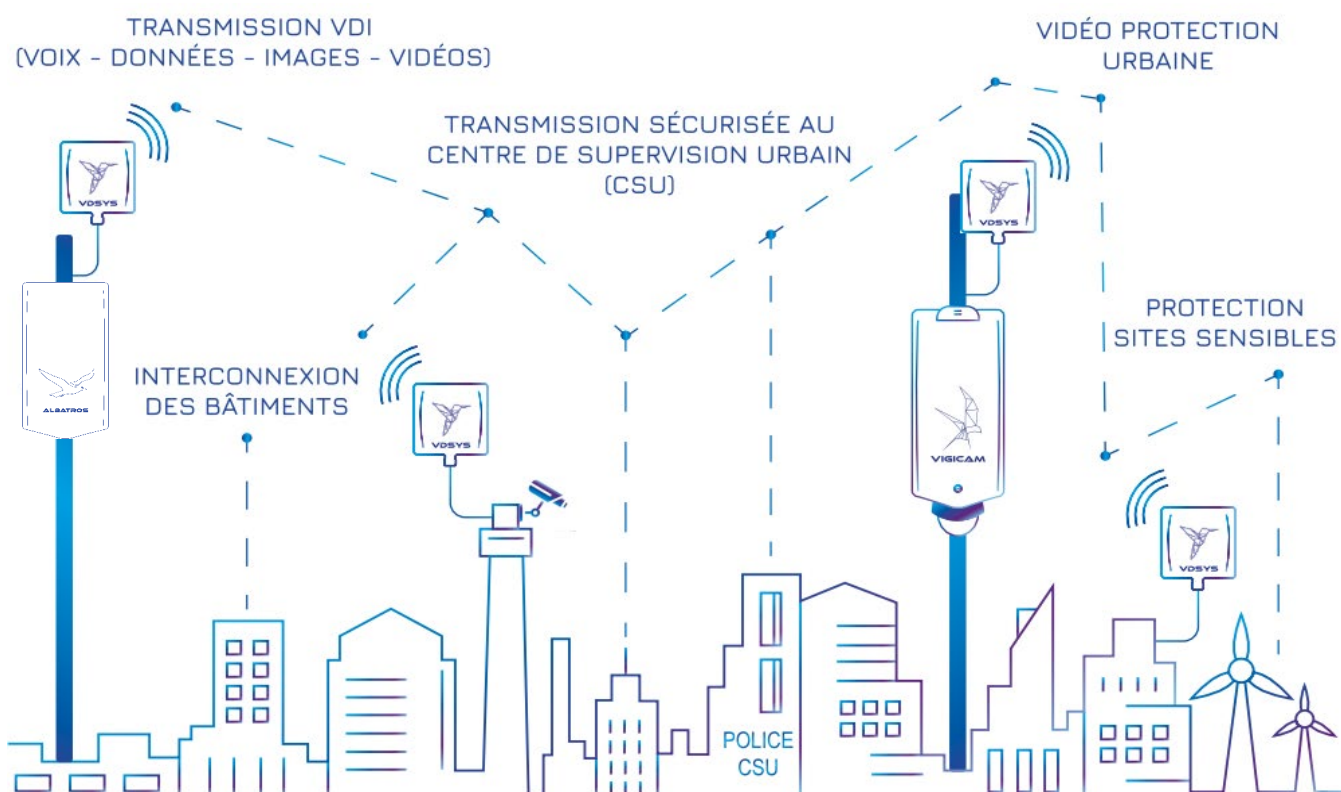 TRANSMISSION VDI
(VOIX - DONNÉES - IMAGES - VIDÉOS)
VIDÉO PROTECTION
URBAINE
TRANSMISSION SÉCURISÉE AU
CENTRE DE SUPERVISION URBAIN
(CSU)
VDSYS
VDSYS
PROTECTION
SITES SENSIBLES
INTERCONNEXION
DES BÂTIMENTS
ALBATROS
VDSYS
VIGICAM
VDSYS
POLICE
CSU